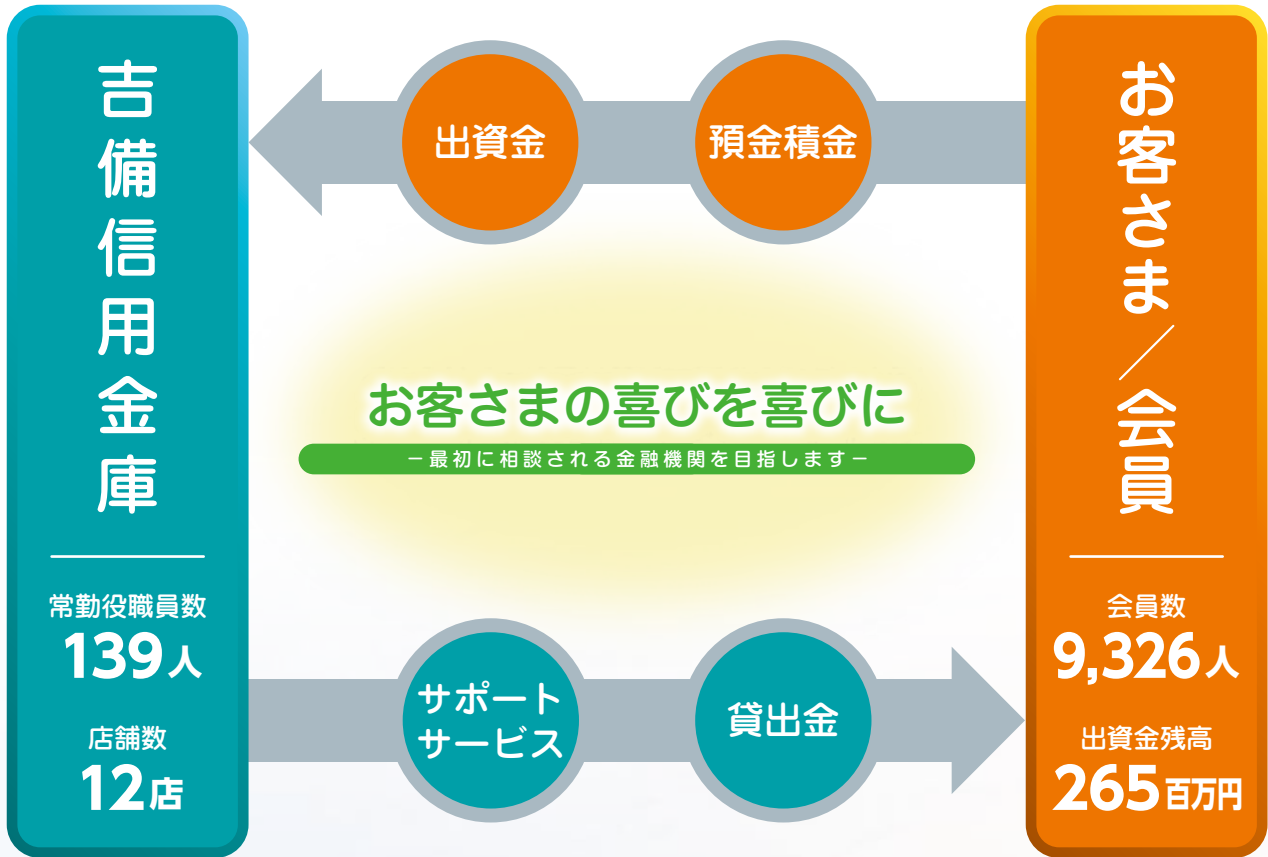 吉備信用金庫
常勤役職員数
139人
店舗数
12店
出資金
預金積金
お客さまの喜びを喜びに
－最初に相談される金融機関を目指します－
サポート
サービス
貸出金
お客さま／会員
会員数
9,326人
出資金残高
265百万円